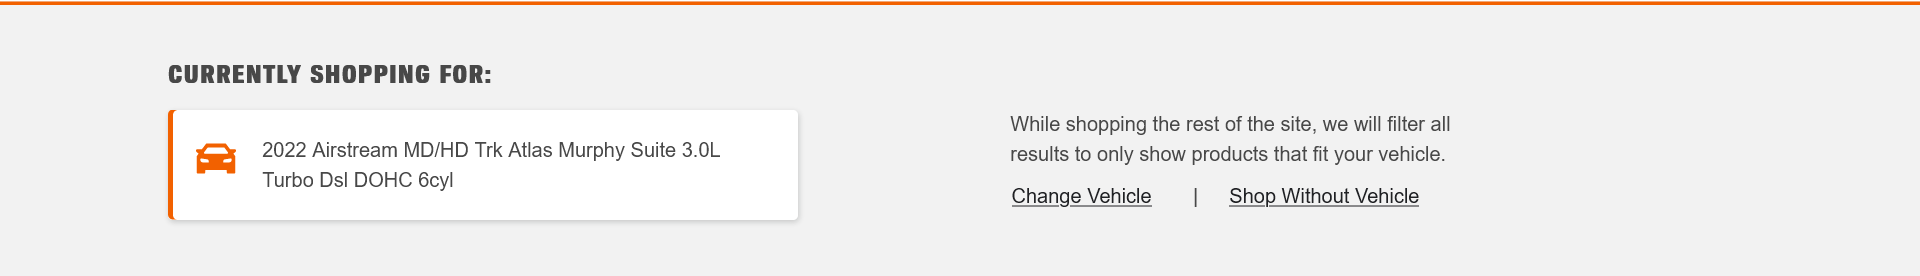 CURRENTLY SHOPPING FOR:
2022 Airstream MD/HD Trk Atlas Murphy Suite 3.0L
Turbo Dsl DOHC 6cyl
While shopping the rest of the site, we will filter all
results to only show products that fit your vehicle.
Change Vehicle | Shop Without Vehicle